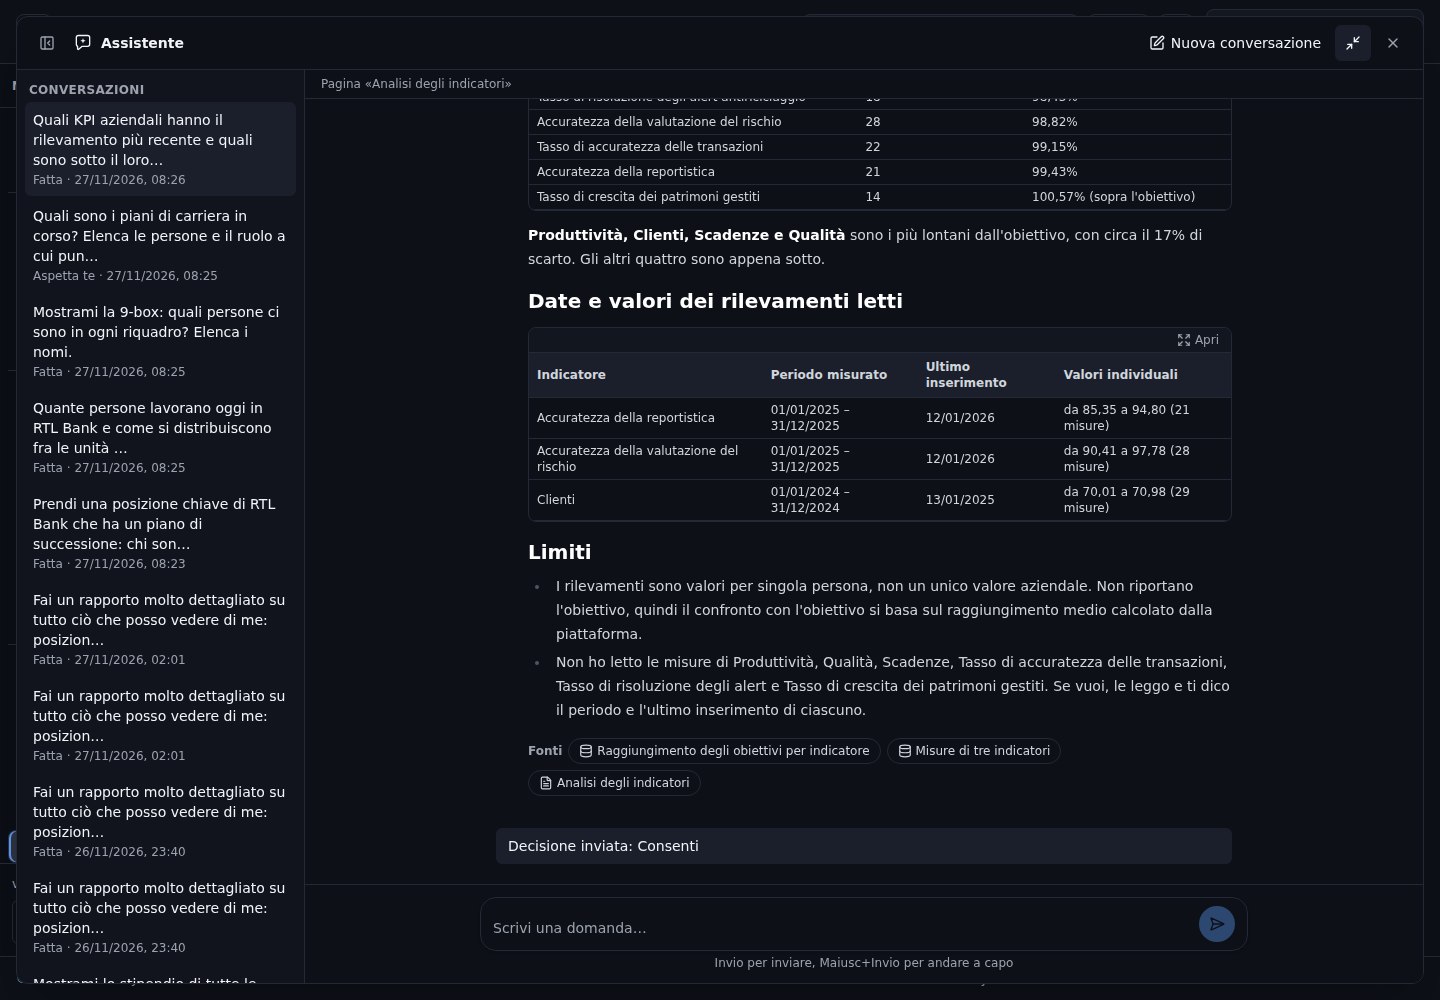 Assistente
Nuova conversazione
CONVERSAZIONI
Quali KPI aziendali hanno il
rilevamento più recente e quali
sono sotto il loro…
Fatta · 27/11/2026, 08:26
Quali sono i piani di carriera in
corso? Elenca le persone e il ruolo a
cui pun…
Aspetta te · 27/11/2026, 08:25
Mostrami la 9-box: quali persone ci
sono in ogni riquadro? Elenca i
nomi.
Fatta · 27/11/2026, 08:25
Quante persone lavorano oggi in
RTL Bank e come si distribuiscono
fra le unità …
Fatta · 27/11/2026, 08:25
Prendi una posizione chiave di RTL
Bank che ha un piano di
successione: chi son…
Fatta · 27/11/2026, 08:23
Fai un rapporto molto dettagliato su
tutto ciò che posso vedere di me:
posizion…
Fatta · 27/11/2026, 02:01
Fai un rapporto molto dettagliato su
tutto ciò che posso vedere di me:
posizion…
Fatta · 27/11/2026, 02:01
Fai un rapporto molto dettagliato su
tutto ciò che posso vedere di me:
posizion…
Fatta · 26/11/2026, 23:40
Fai un rapporto molto dettagliato su
tutto ciò che posso vedere di me:
posizion…
Fatta · 26/11/2026, 23:40
Pagina «Analisi degli indicatori»
Accuratezza della valutazione del rischio 28 98,82%
Tasso di accuratezza delle transazioni 22 99,15%
Accuratezza della reportistica 21 99,43%
Tasso di crescita dei patrimoni gestiti 14 100,57% (sopra l'obiettivo)
Produttività, Clienti, Scadenze e Qualità sono i più lontani dall'obiettivo, con circa il 17% di
scarto. Gli altri quattro sono appena sotto.
Date e valori dei rilevamenti letti
Apri
Indicatore Periodo misurato Ultimo inserimento Valori individuali
Accuratezza della reportistica 01/01/2025 – 31/12/2025 12/01/2026 da 85,35 a 94,80 (21 misure)
Accuratezza della valutazione del rischio 01/01/2025 – 31/12/2025 12/01/2026 da 90,41 a 97,78 (28 misure)
Clienti 01/01/2024 – 31/12/2024 13/01/2025 da 70,01 a 70,98 (29 misure)
Limiti
I rilevamenti sono valori per singola persona, non un unico valore aziendale. Non riportano
l'obiettivo, quindi il confronto con l'obiettivo si basa sul raggiungimento medio calcolato dalla
piattaforma.
Non ho letto le misure di Produttività, Qualità, Scadenze, Tasso di accuratezza delle transazioni,
Tasso di risoluzione degli alert e Tasso di crescita dei patrimoni gestiti. Se vuoi, le leggo e ti dico
il periodo e l'ultimo inserimento di ciascuno.
Fonti Raggiungimento degli obiettivi per indicatore Misure di tre indicatori
Analisi degli indicatori
Decisione inviata: Consenti
Scrivi una domanda…
Invio per inviare, Maiusc+Invio per andare a capo